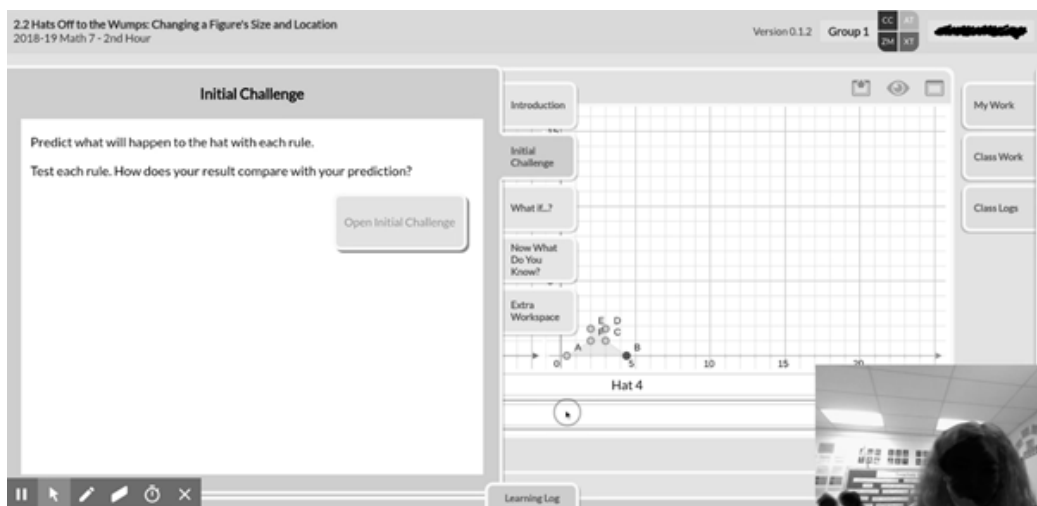 2.2 Hats Off to the Wumps: Changing a Figure's Size and Location
2018-19 Math 7 - 2nd Hour
Version 0.1.2
Group 1
CC
AT
ZM
XT
Initial Challenge
Predict what will happen to the hat with each rule.
Test each rule. How does your result compare with your prediction?
Open Initial Challenge
Introduction
Initial
Challenge
What if...?
Now What
Do You
Know?
Extra
Workspace
My Work
Class Work
Class Logs
E D
F C
A
B
0 5 10 15 20
Hat 4
Learning Log